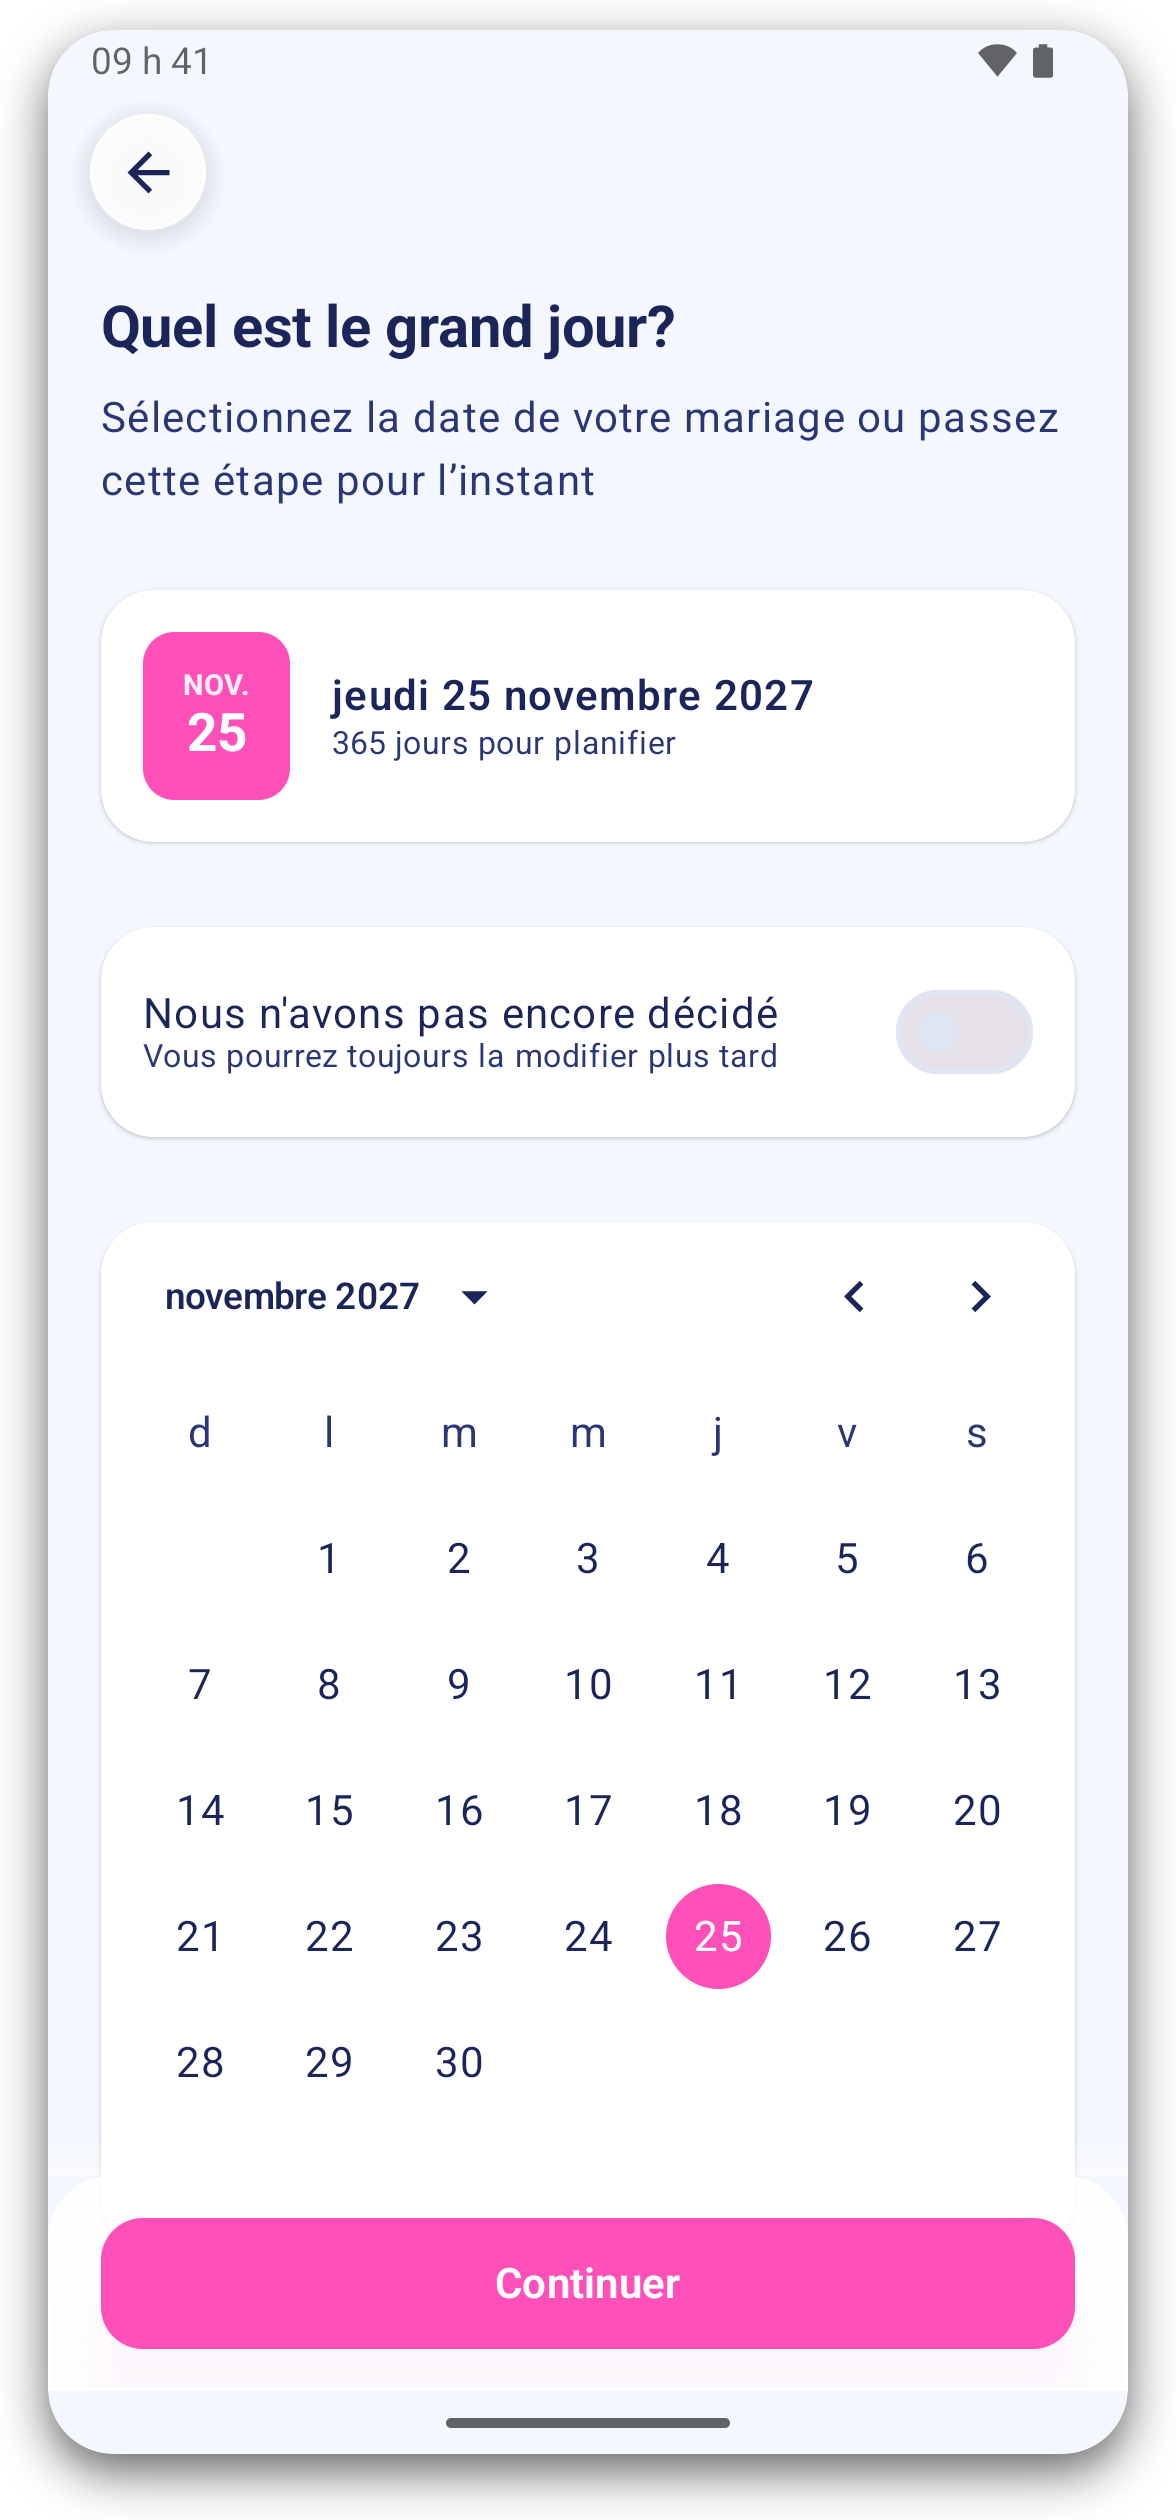 09 h 41
Quel est le grand jour?
Sélectionnez la date de votre mariage ou passez
cette étape pour l’instant
NOV.
25
jeudi 25 novembre 2027
365 jours pour planifier
Nous n'avons pas encore décidé
Vous pourrez toujours la modifier plus tard
novembre 2027
d l m m j v s
1 2 3 4 5 6
7 8 9 10 11 12 13
14 15 16 17 18 19 20
21 22 23 24 25 26 27
28 29 30
Continuer